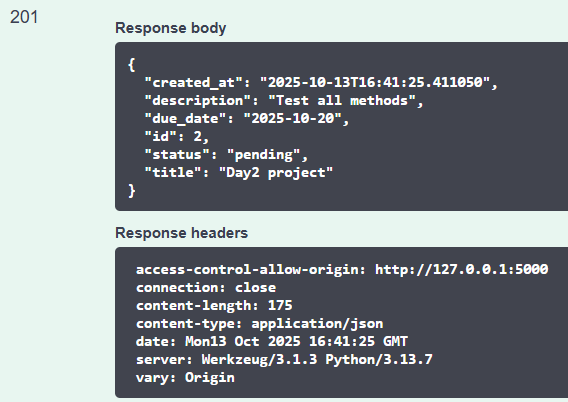 201
Response body
{
  "created_at": "2025-10-13T16:41:25.411050",
  "description": "Test all methods",
  "due_date": "2025-10-20",
  "id": 2,
  "status": "pending",
  "title": "Day2 project"
}
Response headers
access-control-allow-origin: http://127.0.0.1:5000
connection: close
content-length: 175
content-type: application/json
date: Mon13 Oct 2025 16:41:25 GMT
server: Werkzeug/3.1.3 Python/3.13.7
vary: Origin